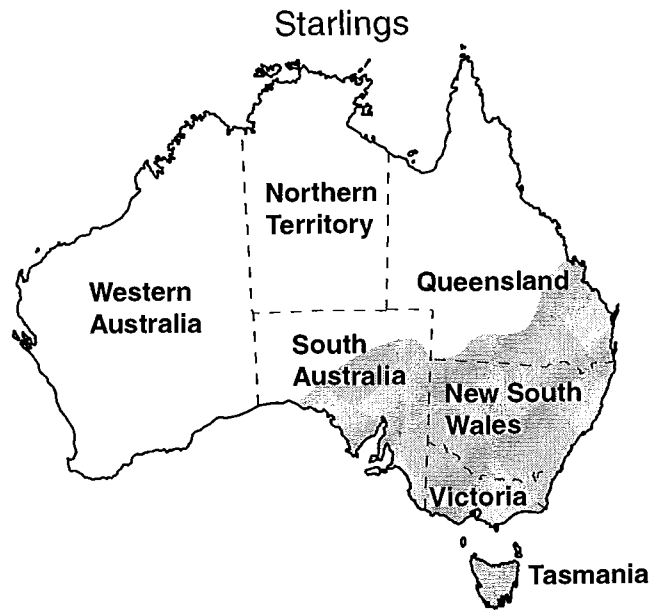 Starlings
Northern
Territory
Queensland
Western
Australia
South
Australia
New South
Wales
Victoria
Tasmania